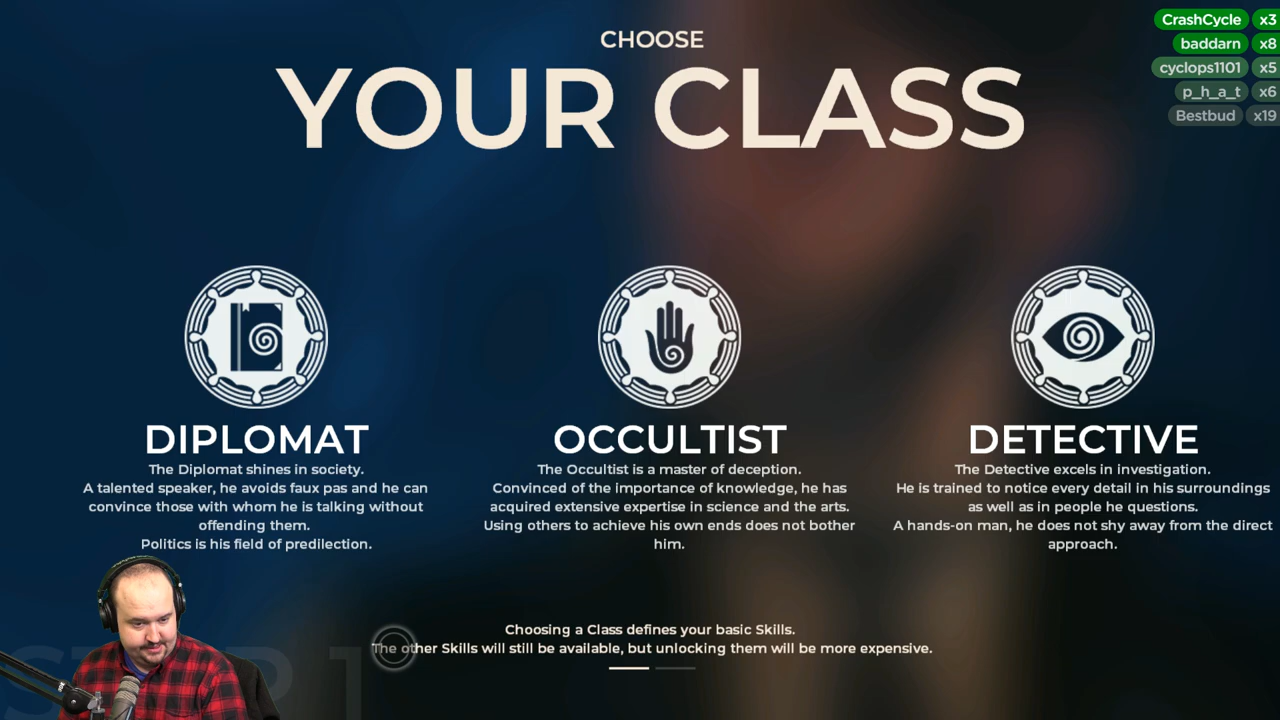 CHOOSE
YOUR CLASS
CrashCycle x3
baddarn x8
cyclops1101 x5
p_h_a_t x6
Bestbud x19
DIPLOMAT
The Diplomat shines in society.
A talented speaker, he avoids faux pas and he can
convince those with whom he is talking without
offending them.
Politics is his field of predilection.
OCCULTIST
The Occultist is a master of deception.
Convinced of the importance of knowledge, he has
acquired extensive expertise in science and the arts.
Using others to achieve his own ends does not bother
him.
DETECTIVE
The Detective excels in investigation.
He is trained to notice every detail in his surroundings
as well as in people he questions.
A hands-on man, he does not shy away from the direct
approach.
Choosing a Class defines your basic Skills.
The other Skills will still be available, but unlocking them will be more expensive.